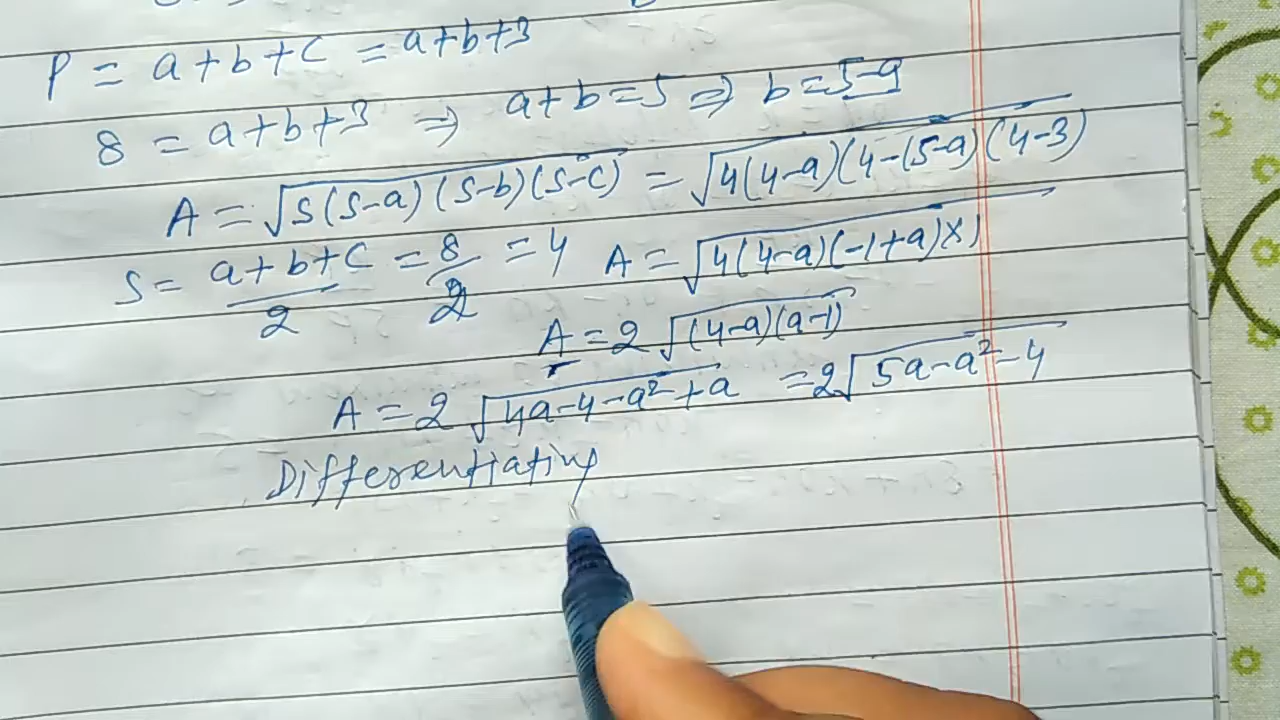 P = a+b+c = a+b+3
8 = a+b+3 ⇒ a+b=5 ⇒ b=5-a
A = √s(s-a)(s-b)(s-c) = √4(4-a)(4-(5-a)(4-3)
s = a+b+c/2 = 8/2 = 4 A = √4(4-a)(-1+a)×1
A = 2√(4-a)(a-1)
A = 2√4a-4-a²+a = 2√5a-a²-4
Differentiating